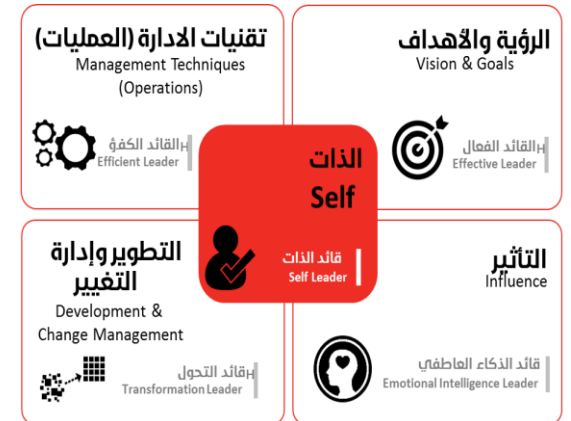 الرؤية والأهداف
Vision & Goals
القائد الفعال
Effective Leader
تقنيات الادارة (العمليات)
Management Techniques
(Operations)
القائد الكفؤ
Efficient Leader
الذات
Self
قائد الذات
Self Leader
التأثير
Influence
قائد الذكاء العاطفي
Emotional Intelligence Leader
التطوير وإدارة
التغيير
Development &
Change Management
قائد التحول
Transformation Leader